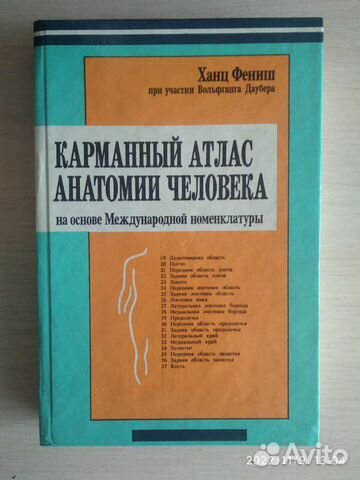 Ханц Фениш
при участии Вольфганга Даубера
КАРМАННЫЙ АТЛАС
АНАТОМИИ ЧЕЛОВЕКА
на основе Международной номенклатуры
19 Дельтовидная область
20 Плечо
21 Передняя область плеча
22 Задняя область плеча
23 Локоть
24 Передняя локтевая область
25 Задняя локтевая область
26 Локтевая ямка
27 Латеральная локтевая борозда
28 Медиальная локтевая борозда
29 Предплечье
30 Передняя область предплечья
31 Задняя область предплечья
32 Латеральный край
33 Медиальный край
34 Запястье
35 Передняя область запястья
36 Задняя область запястья
37 Кисть
Avito